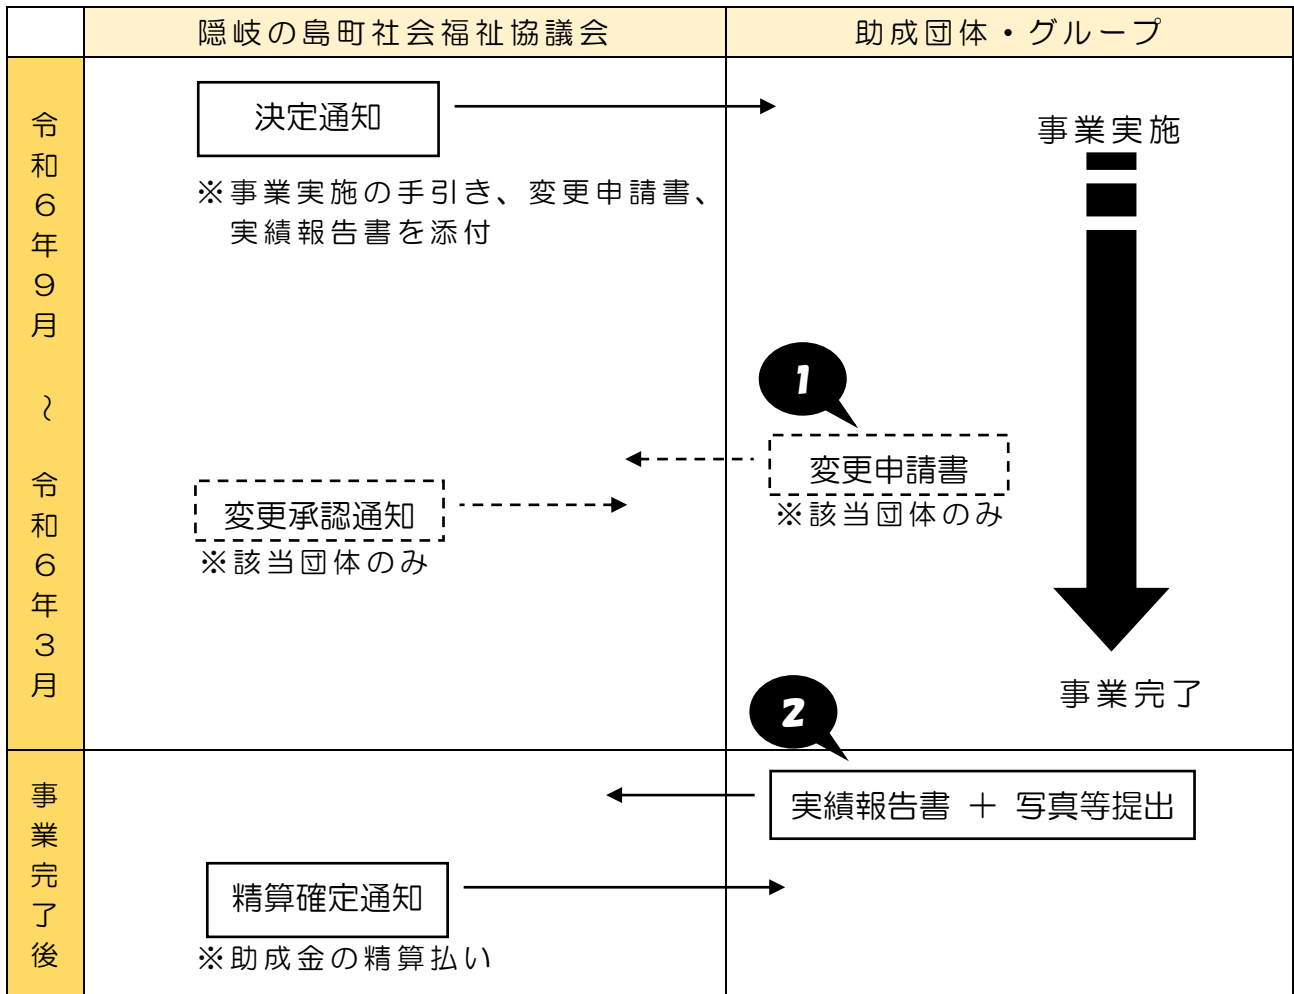 隠岐の島町社会福祉協議会
助成団体・グループ
令和６年９月 ～ 令和６年３月
決定通知
※事業実施の手引き、変更申請書、
実績報告書を添付
事業実施
1
変更申請書
※該当団体のみ
変更承認通知
※該当団体のみ
事業完了
2
事業完了後
実績報告書 ＋ 写真等提出
精算確定通知
※助成金の精算払い